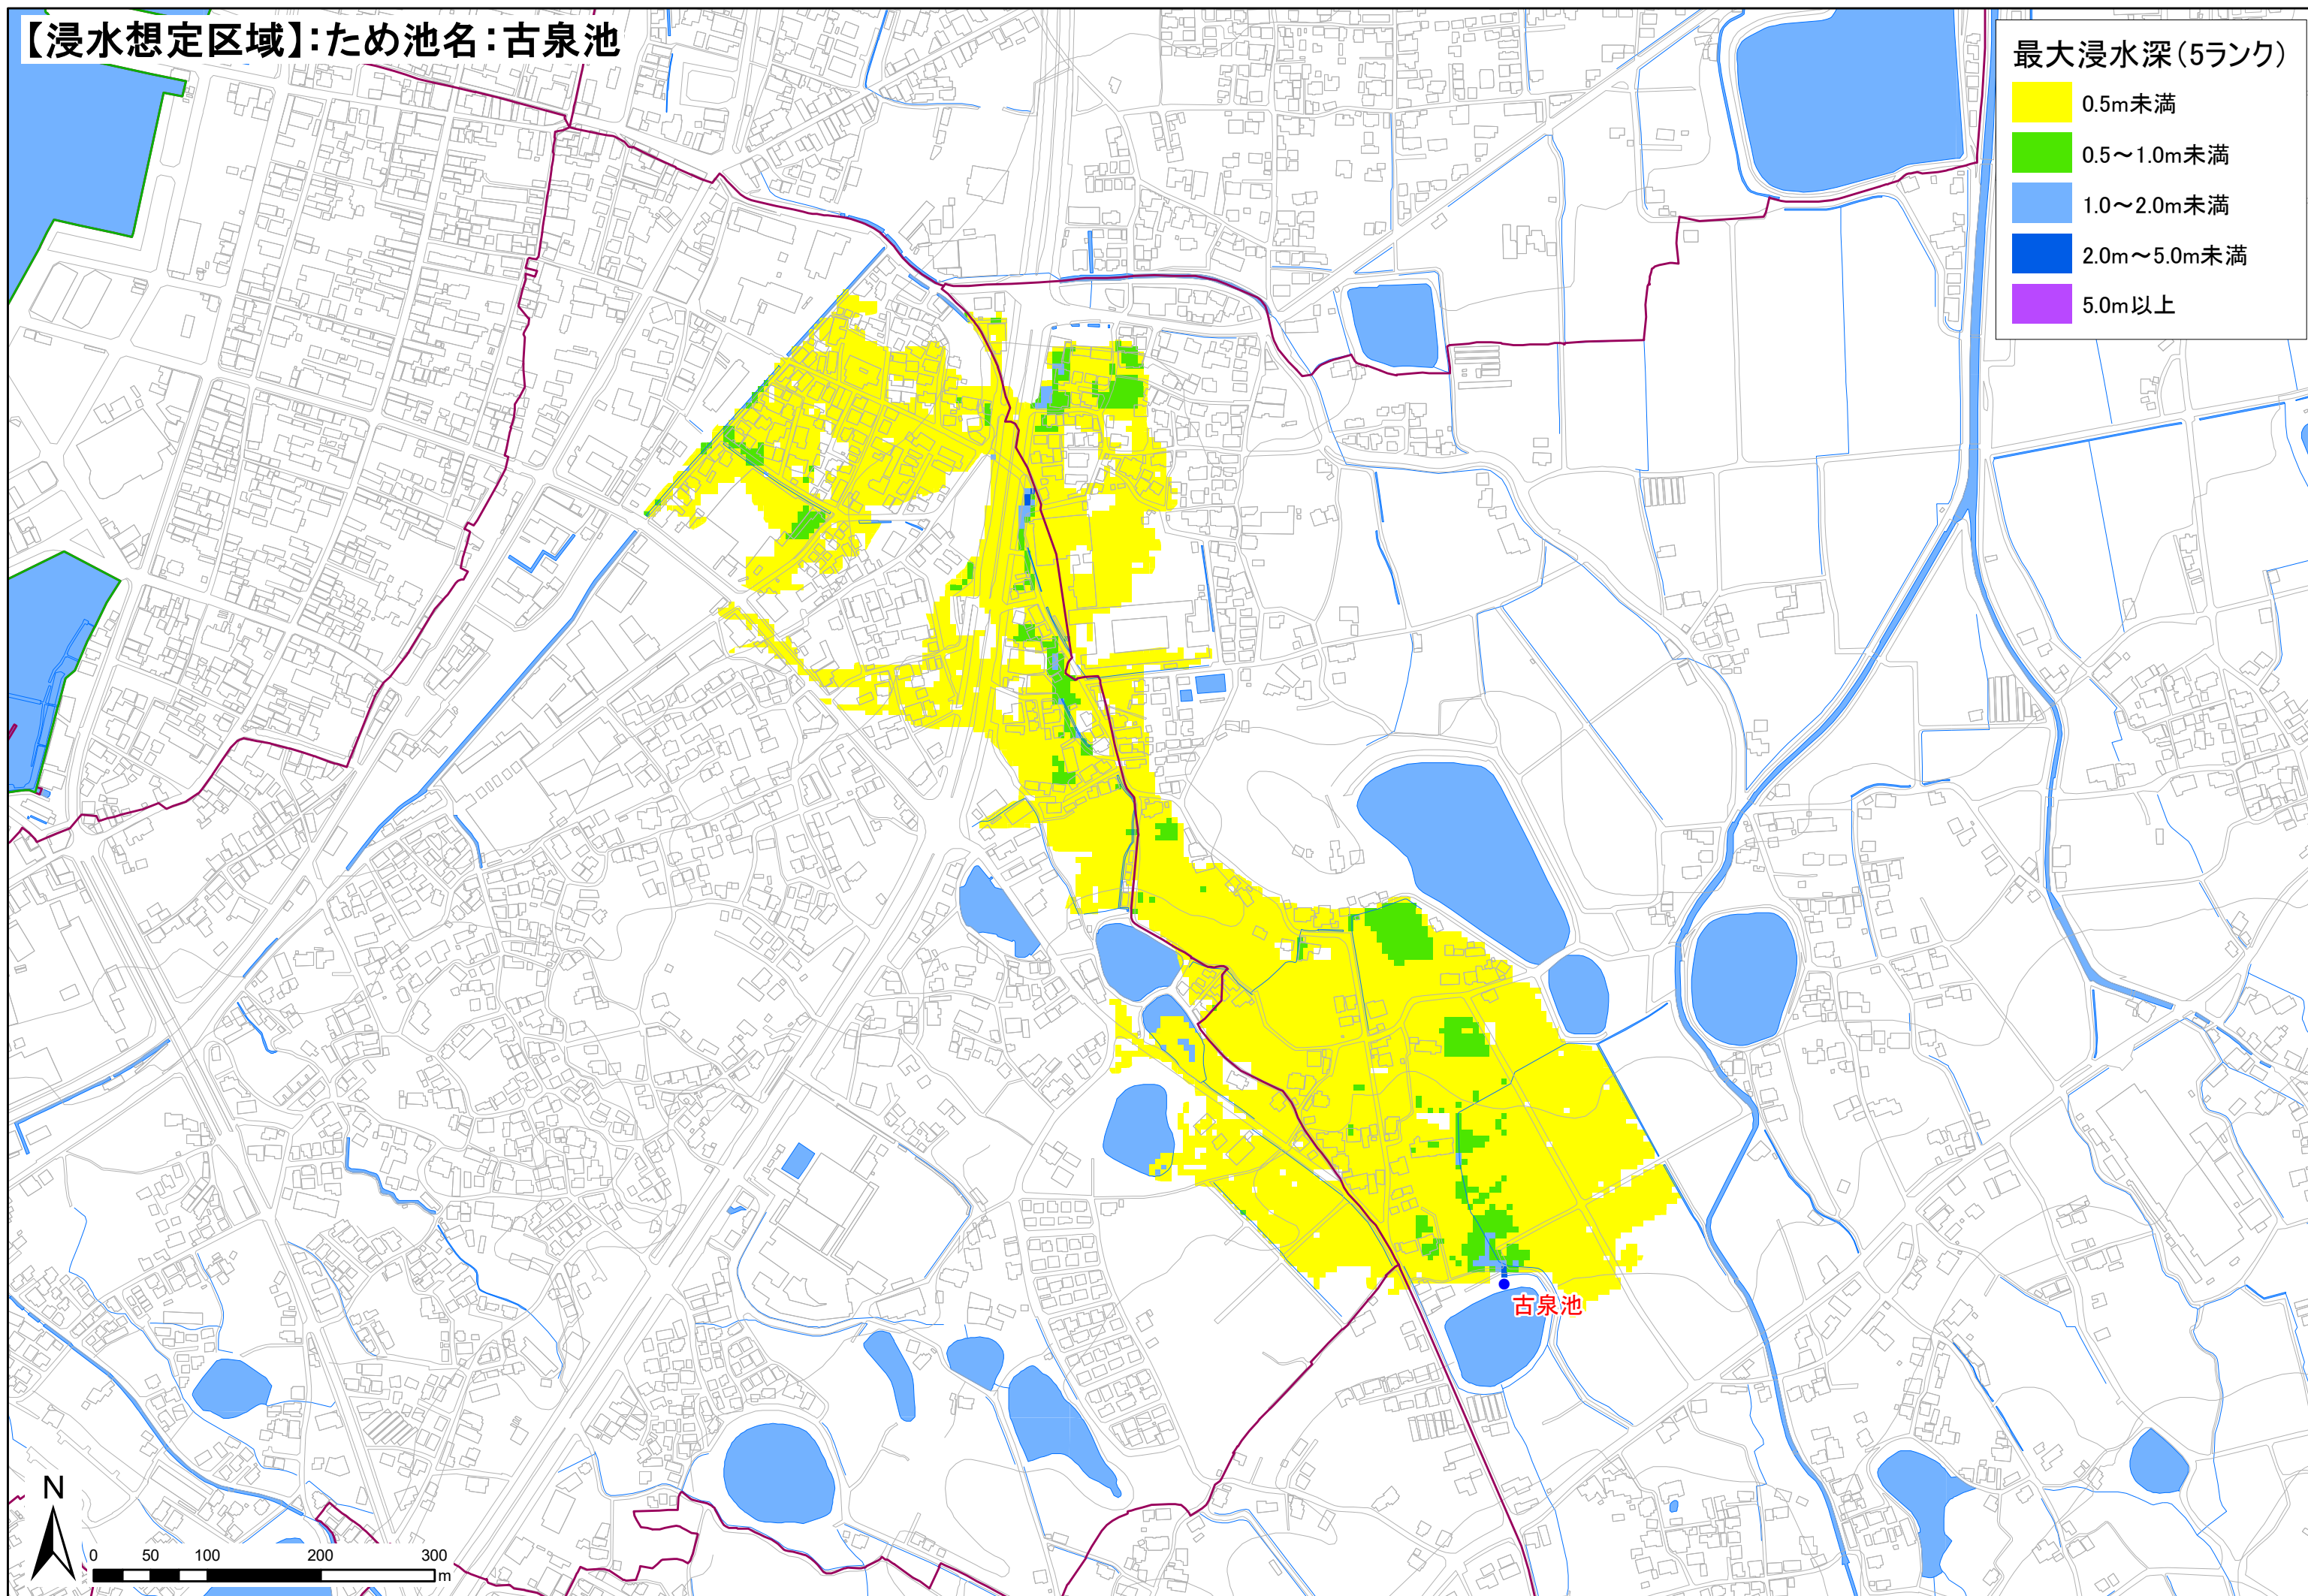 【浸水想定区域】：ため池名：古泉池
最大浸水深（5ランク）
0.5m未満
0.5～1.0m未満
1.0～2.0m未満
2.0m～5.0m未満
5.0m以上
古泉池
N
0 50 100 200 300
m